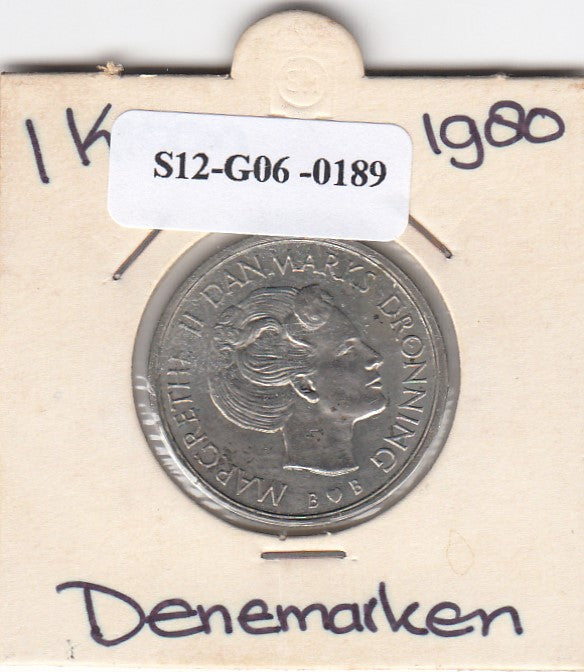 1 K
1980
S12-G06 -0189
MARGRETHE II DANMARKS DRONNING
B B
Denemarken